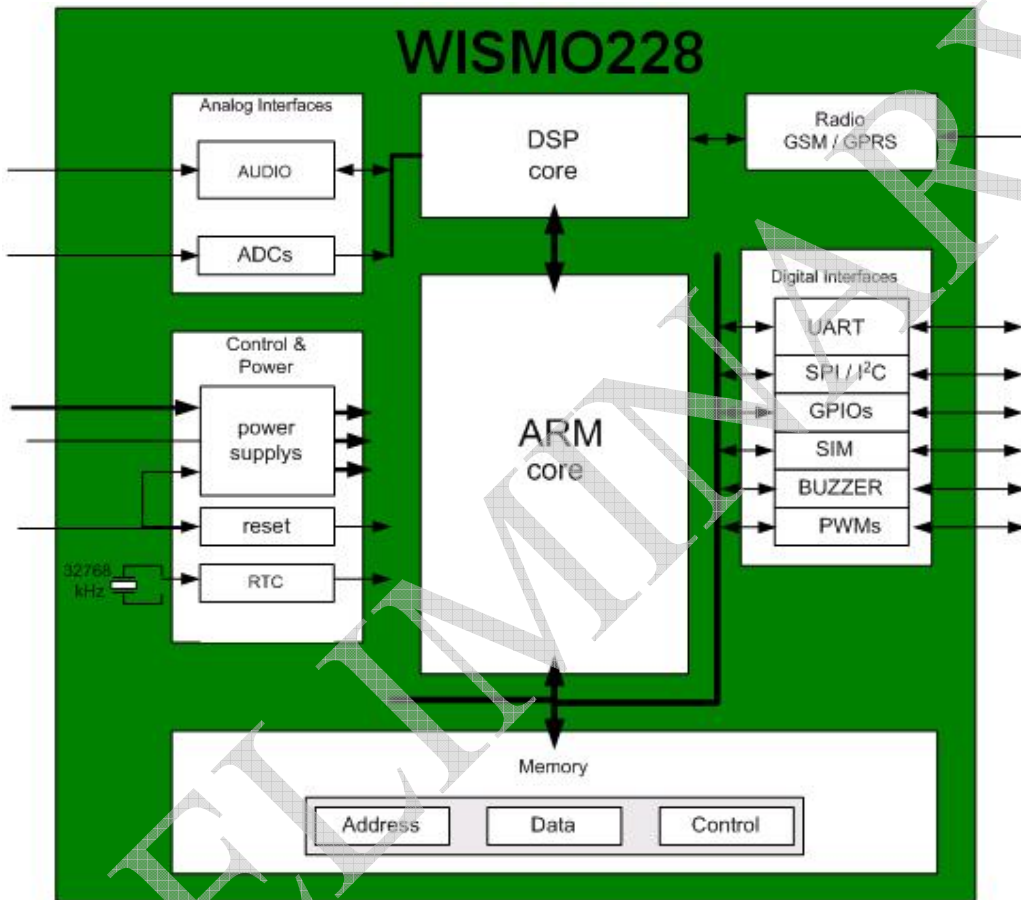 WISMO228
Analog Interfaces
AUDIO
ADCs
DSP
core
Radio
GSM / GPRS
Control &
Power
power
supplys
reset
RTC
32768
kHz
ARM
core
Digital Interfaces
UART
SPI / I²C
GPIOs
SIM
BUZZER
PWMs
Memory
Address
Data
Control
ELIMINARY